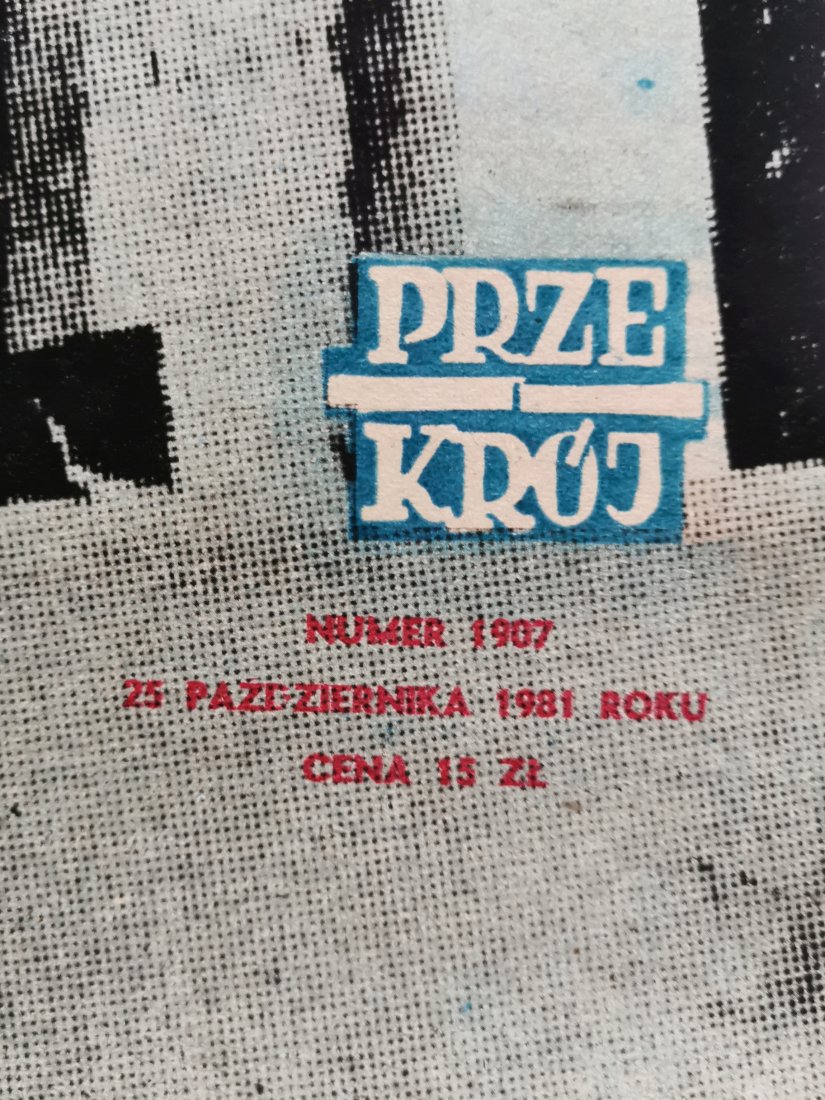 PRZE
KRÓJ
NUMER 1907
25 PAŹDZIERNIKA 1981 ROKU
CENA 15 ZŁ